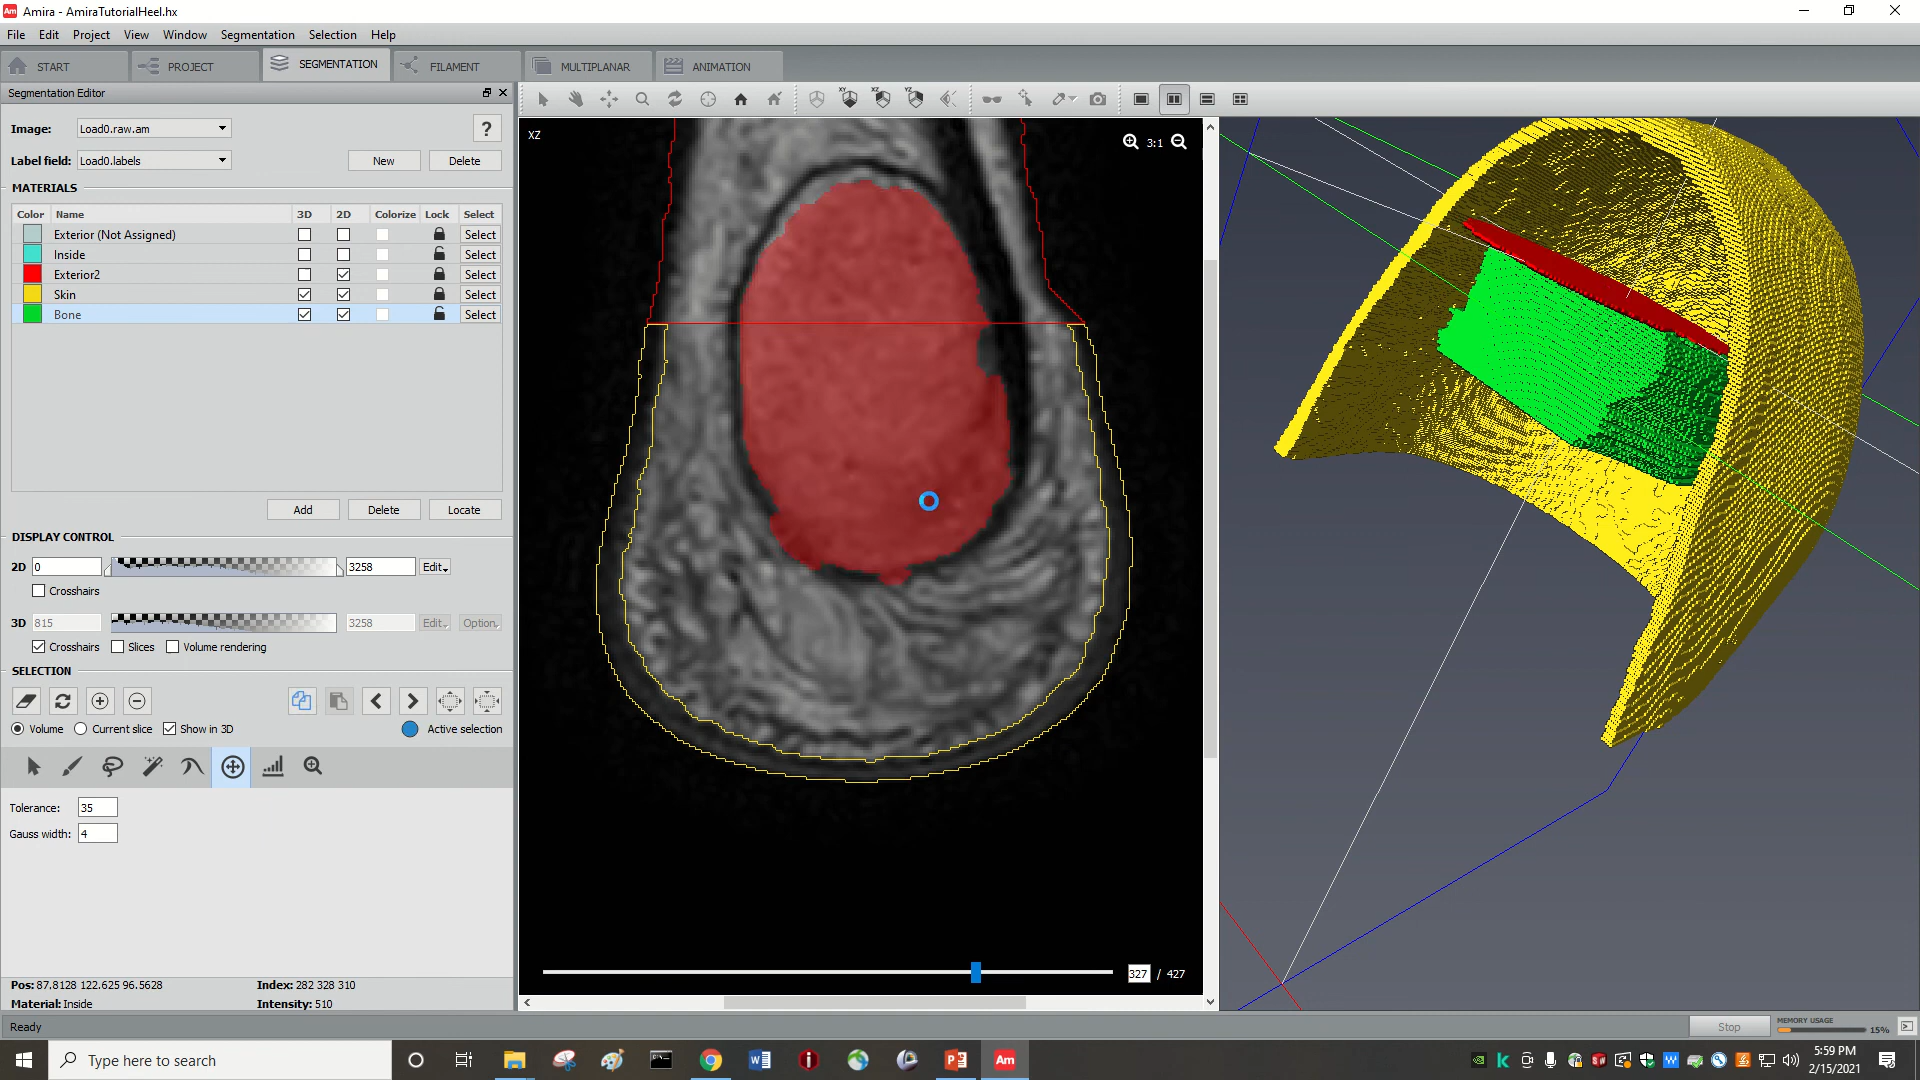 Am Amira - AmiraTutorialHeel.hx
File Edit Project View Window Segmentation Selection Help
START PROJECT SEGMENTATION FILAMENT MULTIPLANAR ANIMATION
Segmentation Editor
XY XZ YZ
Image: Load0.raw.am ?
Label field: Load0.labels New Delete
MATERIALS
Color Name 3D 2D Colorize Lock Select
Exterior (Not Assigned) Select
Inside Select
Exterior2 Select
Skin Select
Bone Select
Add Delete Locate
DISPLAY CONTROL
2D 0 3258 Edit
Crosshairs
3D 815 3258 Edit Option
Crosshairs Slices Volume rendering
SELECTION
Volume Current slice Show in 3D Active selection
Tolerance: 35
Gauss width: 4
Pos: 87.8128 122.625 96.5628 Index: 282 328 310
Material: Inside Intensity: 510
XZ 3:1
327 / 427
Ready Stop MEMORY USAGE 15%
Type here to search Am
5:59 PM
2/15/2021